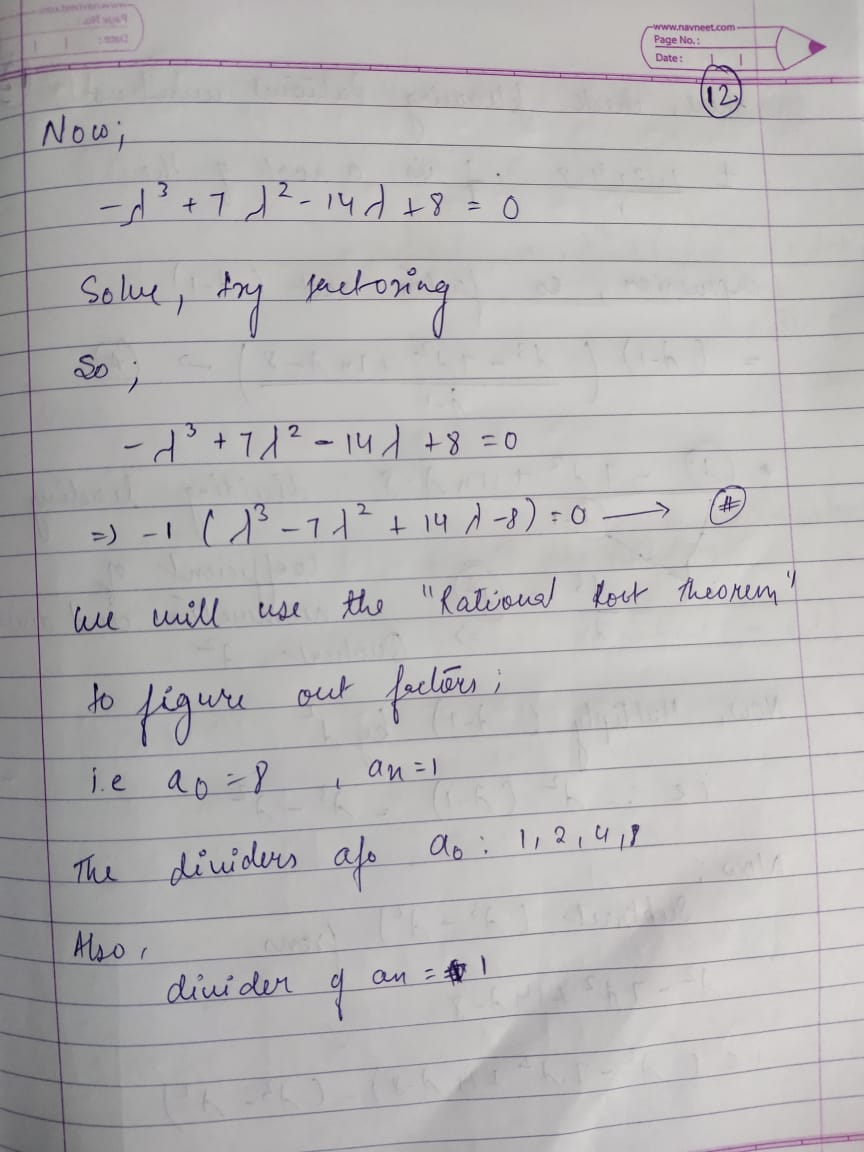 www.navneet.com
Page No.:
Date:
12
Now;
-λ³ + 7λ² - 14λ + 8 = 0
Solve, try factoring
So;
-λ³ + 7λ² - 14λ + 8 = 0
=) -1 (λ³ - 7λ² + 14λ - 8) = 0 ⟶ #
We will use the "Rational Root theorem"
to figure out factors;
i.e a₀ = 8 , an = 1
The dividers of a₀ : 1, 2, 4, 8
Also,
divider of an = 1